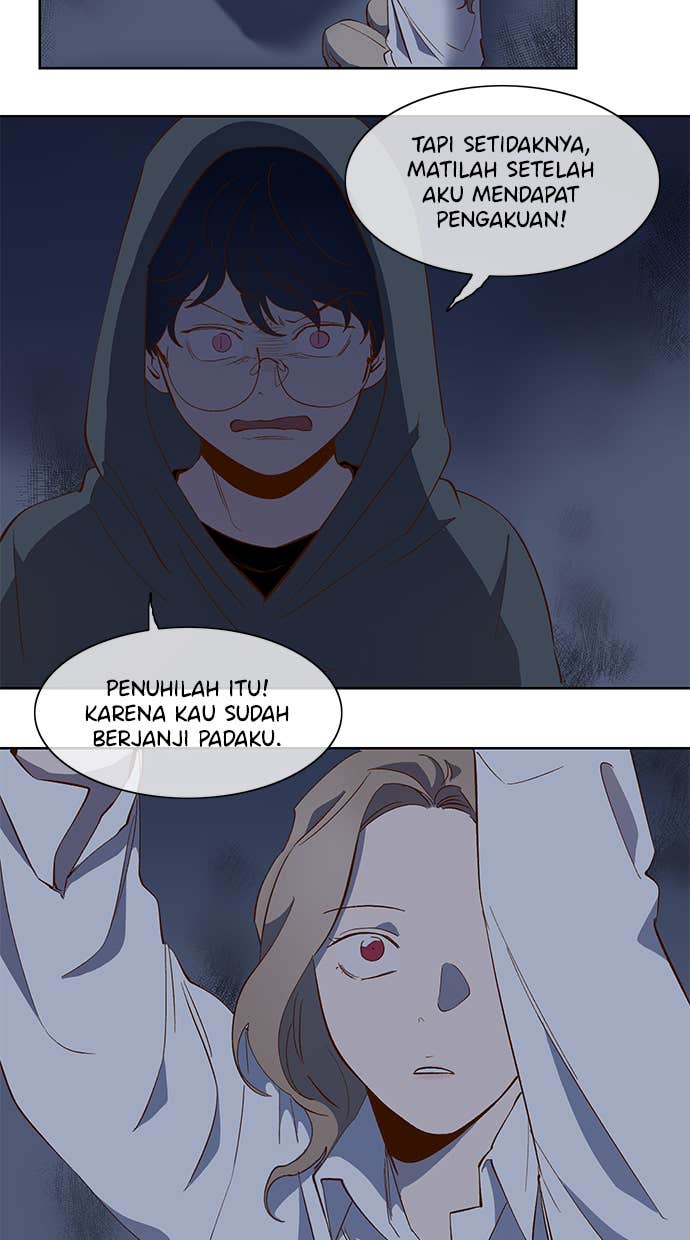 TAPI SETIDAKNYA,
MATILAH SETELAH
AKU MENDAPAT
PENGAKUAN!
PENUHILAH ITU!
KARENA KAU SUDAH
BERJANJI PADAKU.